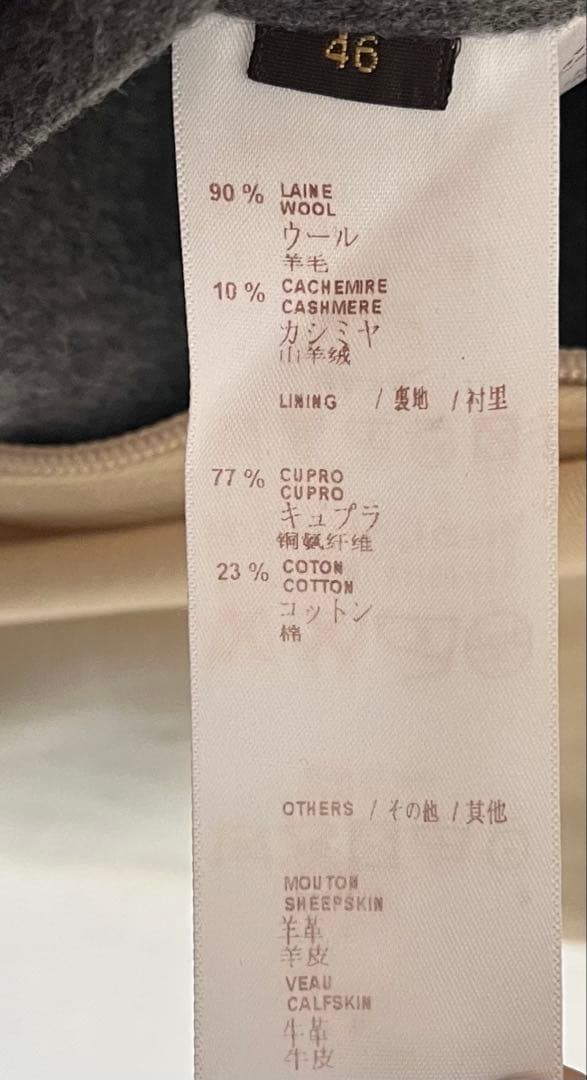 46
90 % LAINE
WOOL
ウール
羊毛
10 % CACHEMIRE
CASHMERE
カシミヤ
山羊绒
LINING / 裏地 / 衬里
77 % CUPRO
CUPRO
キュプラ
铜氨纤维
23 % COTON
COTTON
コットン
棉
OTHERS / その他 / 其他
MOUTON
SHEEPSKIN
羊革
羊皮
VEAU
CALFSKIN
牛革
牛皮